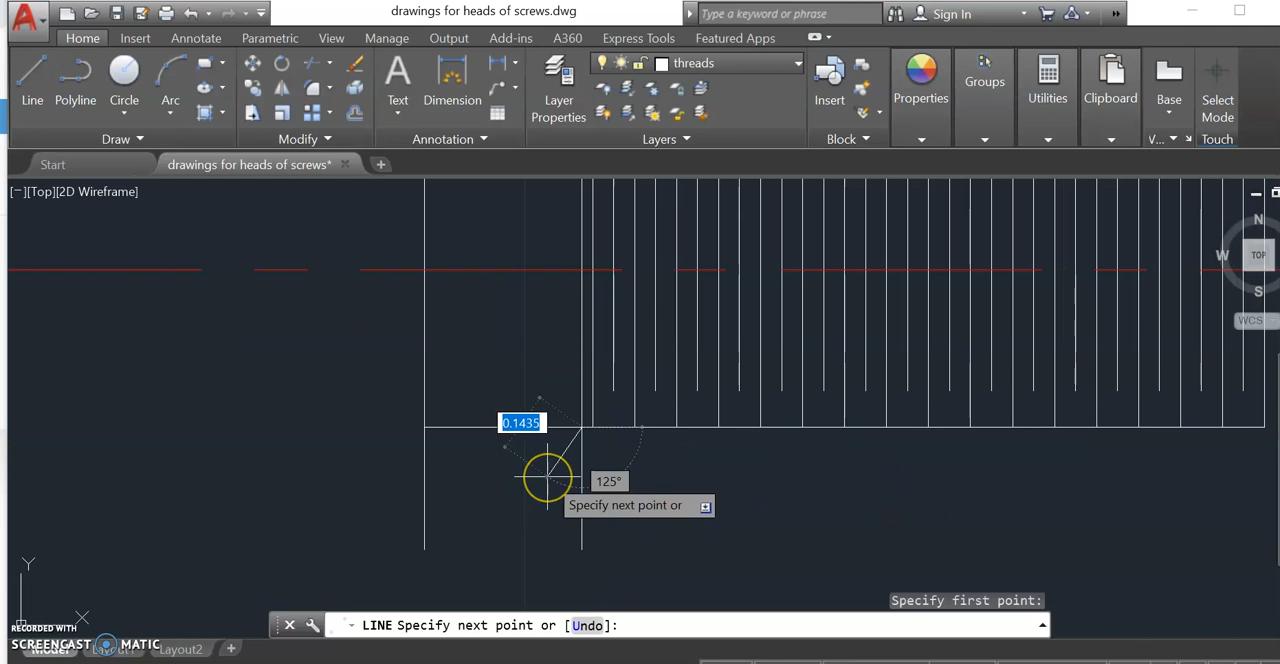 drawings for heads of screws.dwg
Type a keyword or phrase
Sign In
Home Insert Annotate Parametric View Manage Output Add-ins A360 Express Tools Featured Apps
threads
Line Polyline Circle Arc
Text Dimension
Layer Properties
Insert
Properties
Groups
Utilities
Clipboard
Base
Select Mode
Draw Modify Annotation Layers Block V... Touch
Start drawings for heads of screws*
[−][Top][2D Wireframe]
N
W TOP
S
WCS
0.1435
125°
Specify next point or
Y
X
Specify first point:
LINE Specify next point or [Undo]:
RECORDED WITH
SCREENCAST MATIC
Model Layout1 Layout2